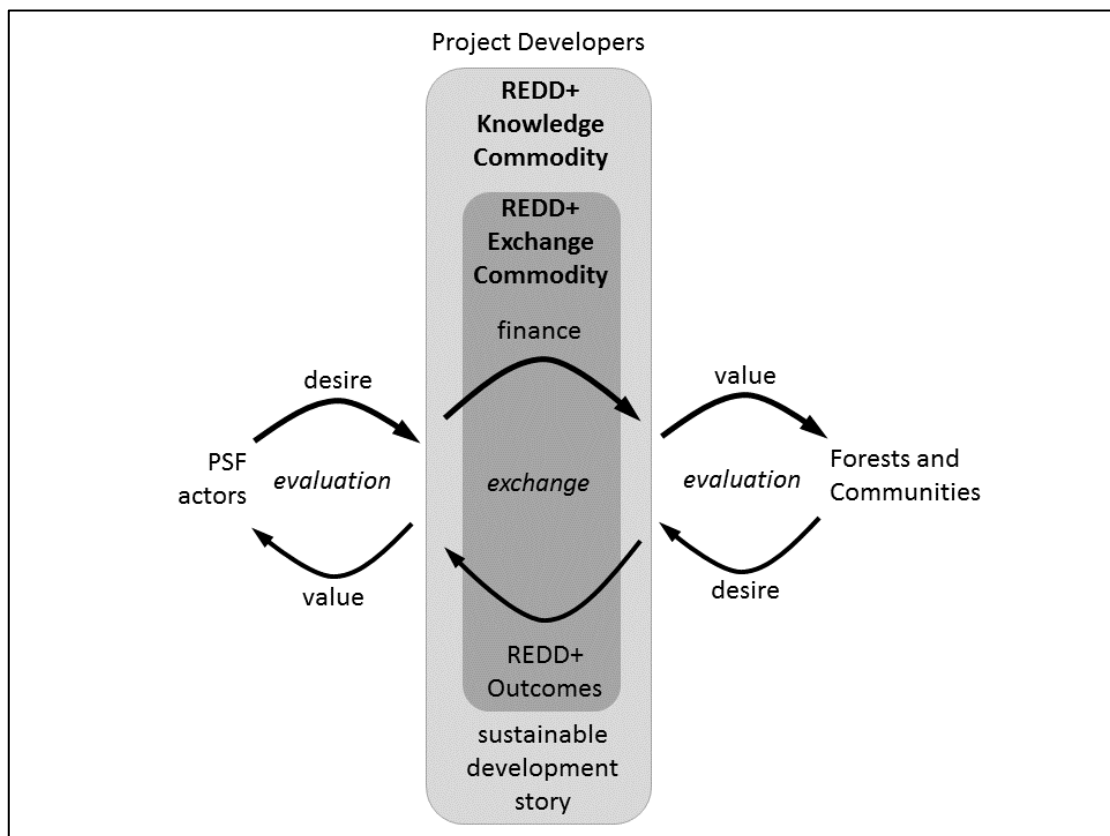 Project Developers
REDD+
Knowledge
Commodity
REDD+
Exchange
Commodity
finance
desire
value
PSF
actors
evaluation
exchange
evaluation
Forests and
Communities
value
desire
REDD+
Outcomes
sustainable
development
story